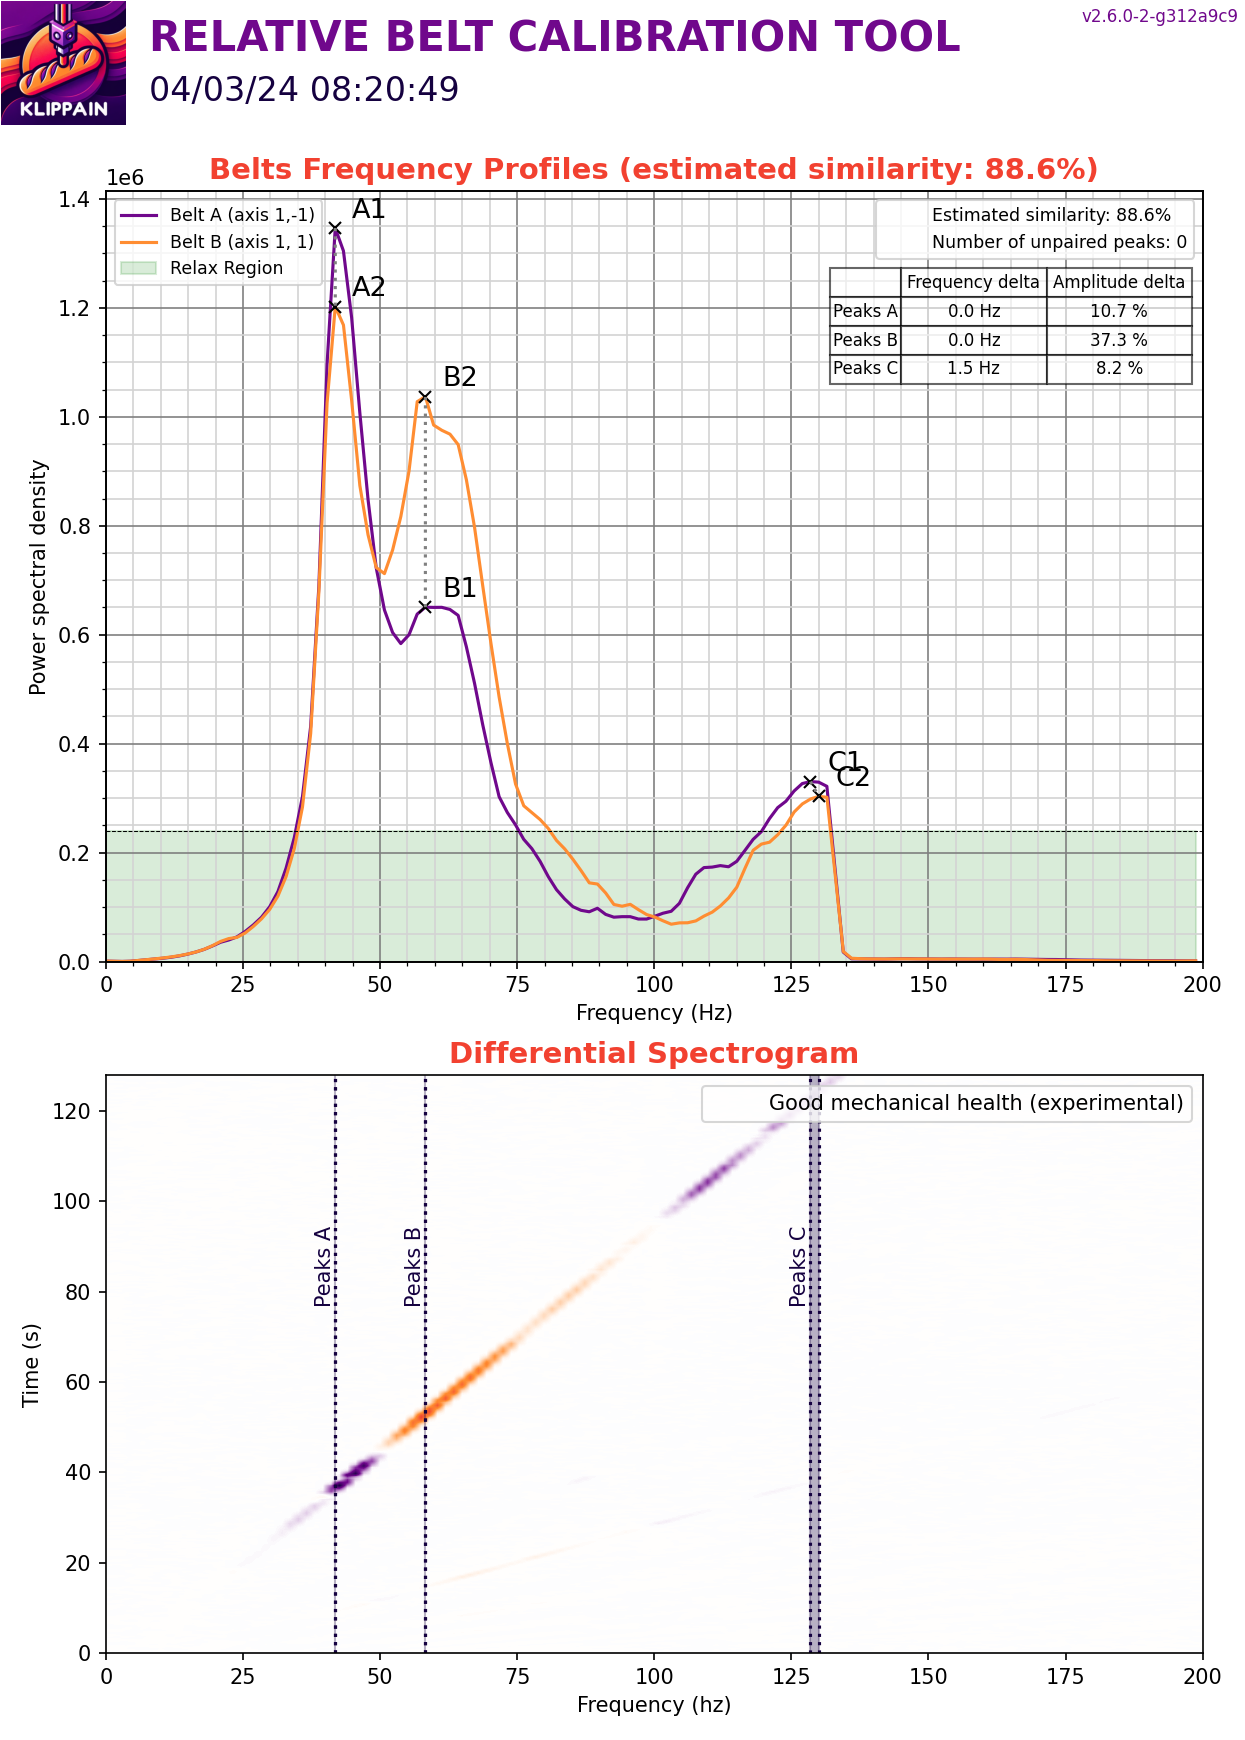 v2.6.0-2-g312a9c9
RELATIVE BELT CALIBRATION TOOL
04/03/24 08:20:49
KLIPPAIN
Belts Frequency Profiles (estimated similarity: 88.6%)
1e6
Belt A (axis 1,-1)
Belt B (axis 1, 1)
Relax Region
Estimated similarity: 88.6%
Number of unpaired peaks: 0
Frequency delta Amplitude delta
Peaks A 0.0 Hz 10.7 %
Peaks B 0.0 Hz 37.3 %
Peaks C 1.5 Hz 8.2 %
A1
A2
B2
B1
C1
C2
1.4
1.2
1.0
0.8
0.6
0.4
0.2
0.0
Power spectral density
0 25 50 75 100 125 150 175 200
Frequency (Hz)
Differential Spectrogram
Good mechanical health (experimental)
Peaks A
Peaks B
Peaks C
120
100
80
60
40
20
0
Time (s)
0 25 50 75 100 125 150 175 200
Frequency (hz)